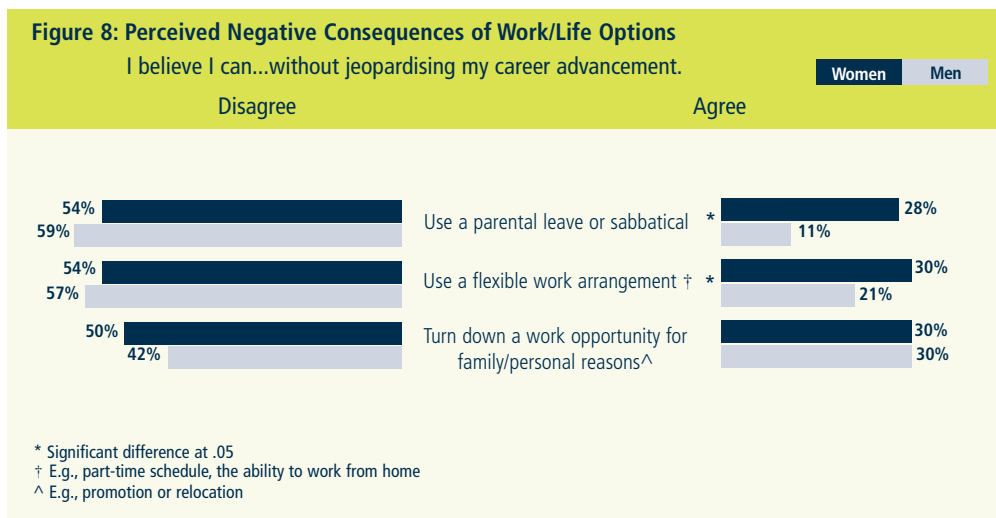 Figure 8: Perceived Negative Consequences of Work/Life Options
I believe I can...without jeopardising my career advancement.
Women Men
Disagree Agree
54% Use a parental leave or sabbatical * 28%
59% 11%
54% Use a flexible work arrangement † * 30%
57% 21%
50% Turn down a work opportunity for 30%
42% family/personal reasons^ 30%
* Significant difference at .05
† E.g., part-time schedule, the ability to work from home
^ E.g., promotion or relocation